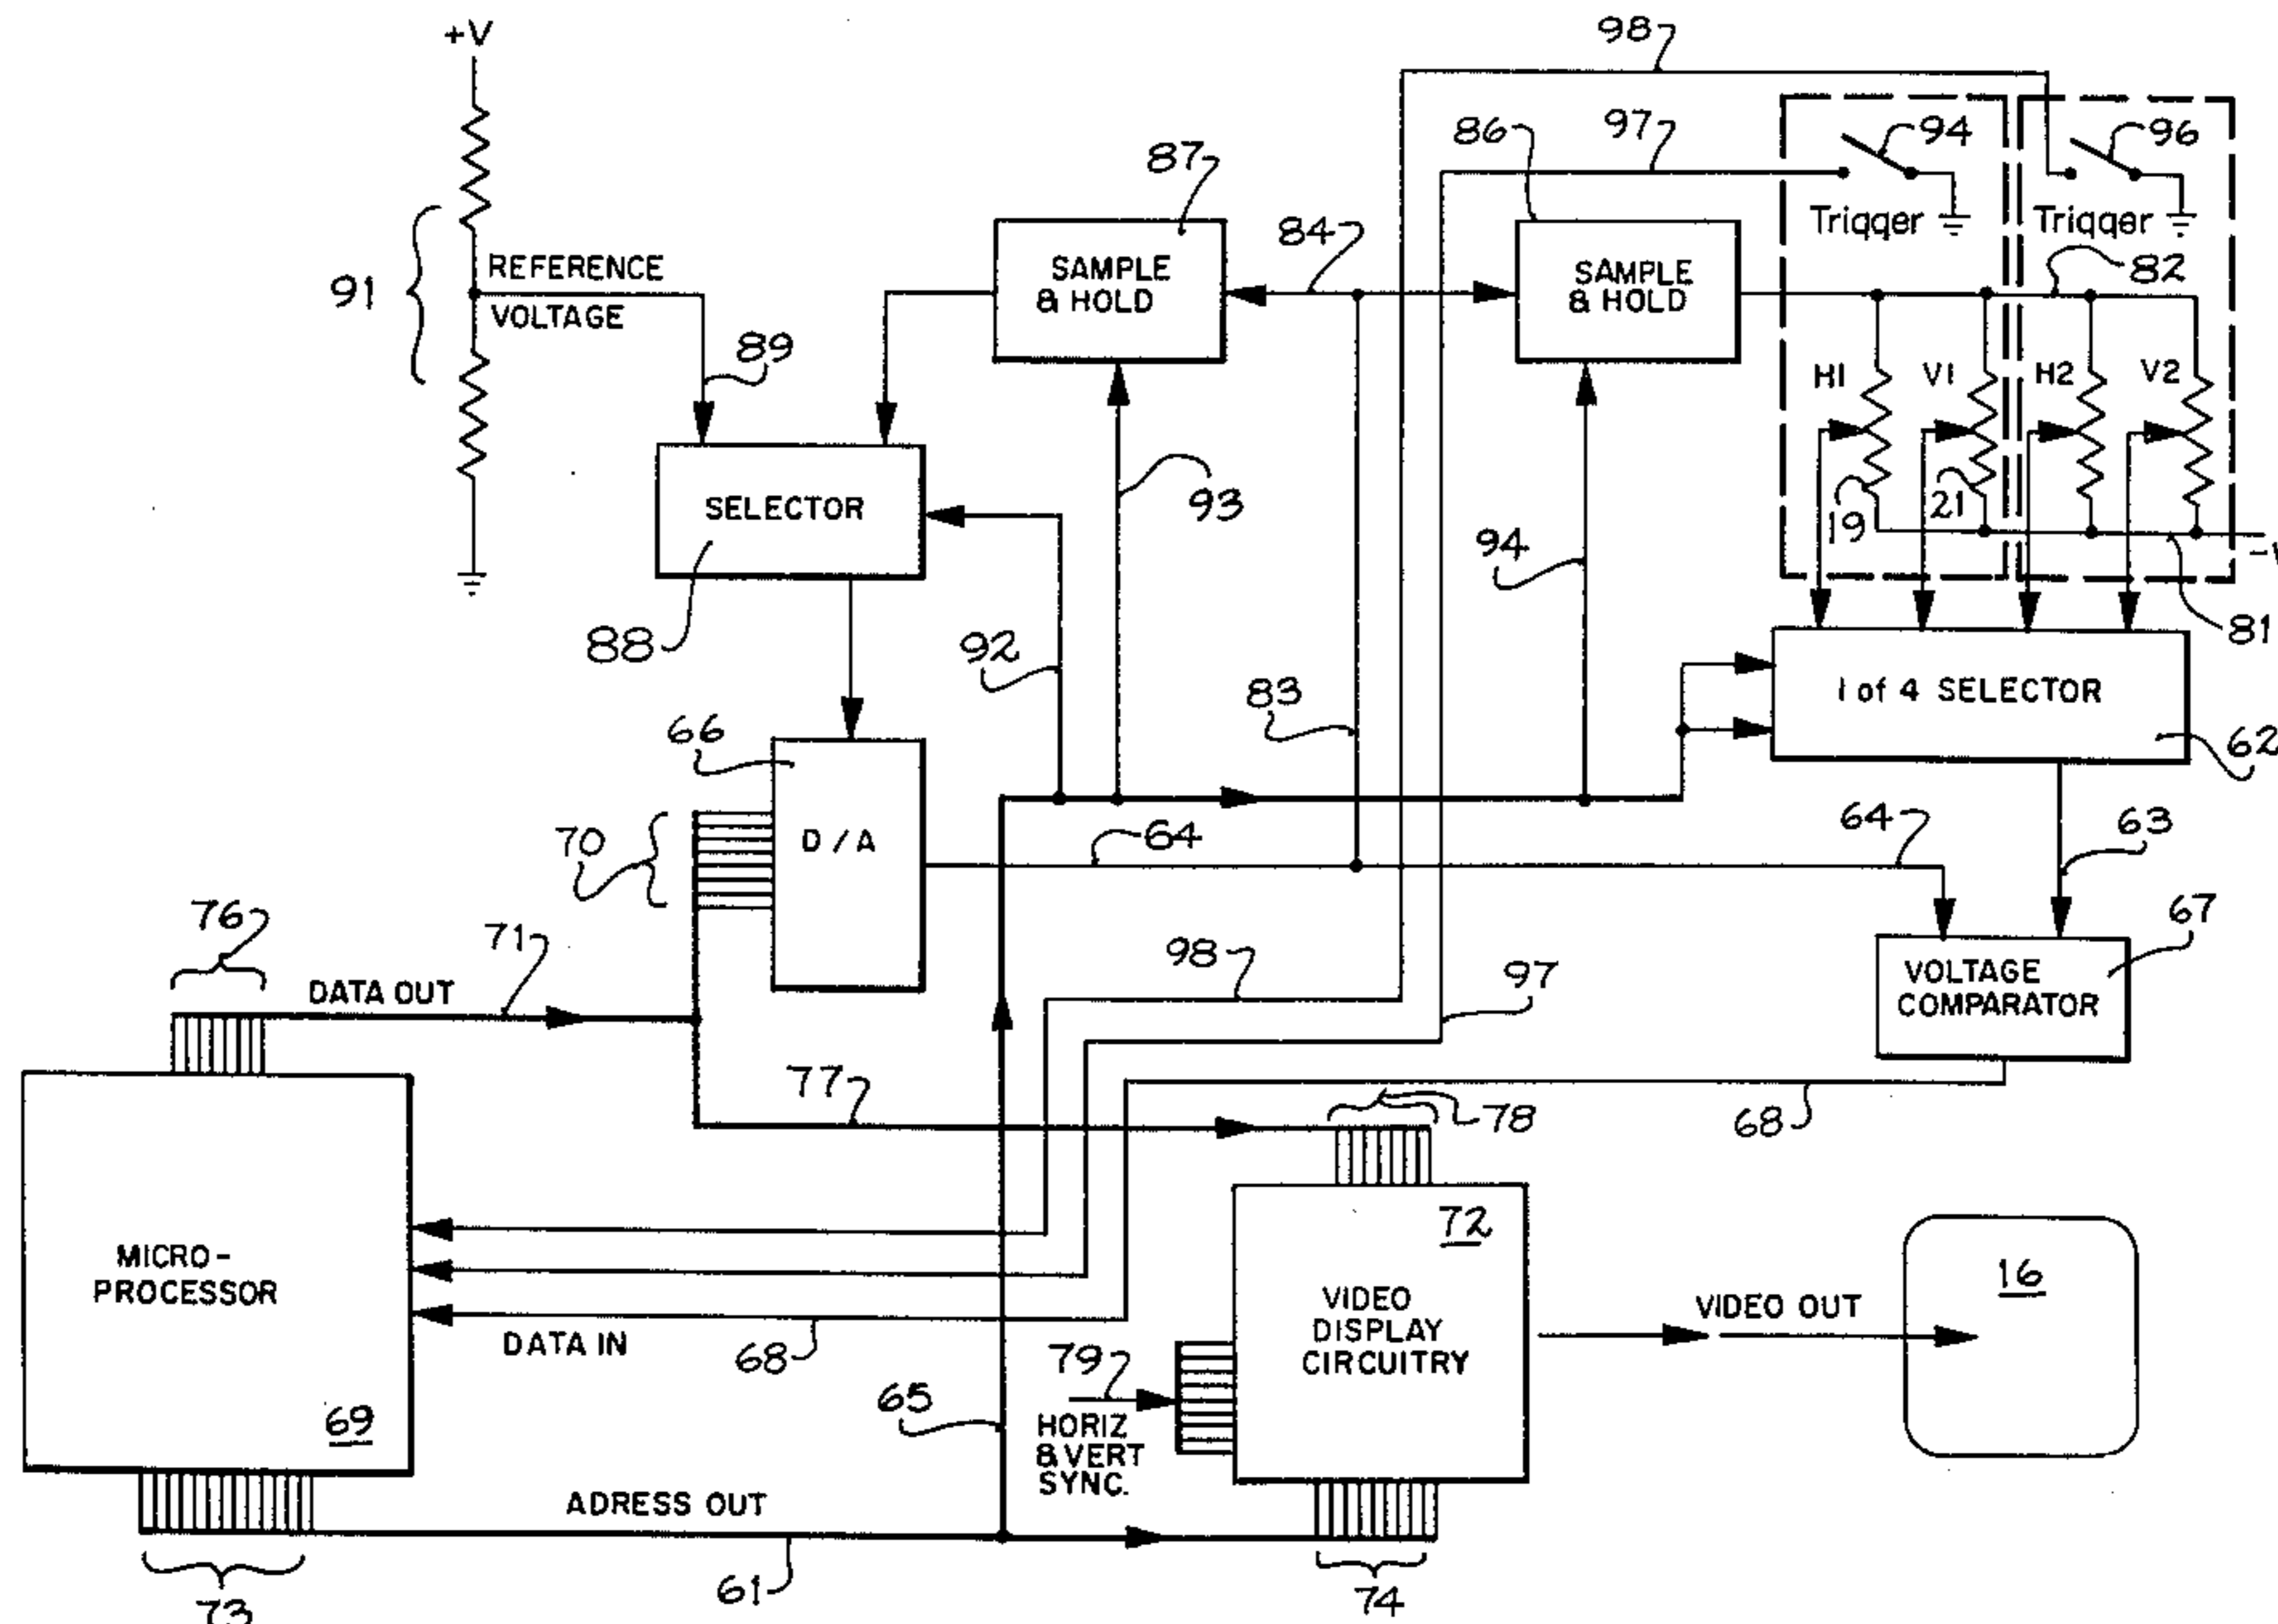 +V
98
97
94
96
86
87
84
Trigger
Trigger
82
91
REFERENCE
VOLTAGE
SAMPLE
& HOLD
SAMPLE
& HOLD
89
H1
V1
H2
V2
SELECTOR
93
94
19
21
-V
88
92
83
81
1 of 4 SELECTOR
62
66
70
D/A
64
64
63
76
71
DATA OUT
98
97
67
VOLTAGE
COMPARATOR
77
78
68
72
MICRO-
PROCESSOR
VIDEO
DISPLAY
CIRCUITRY
16
VIDEO OUT
DATA IN
68
79
HORIZ
& VERT
SYNC.
65
69
ADRESS OUT
61
73
74